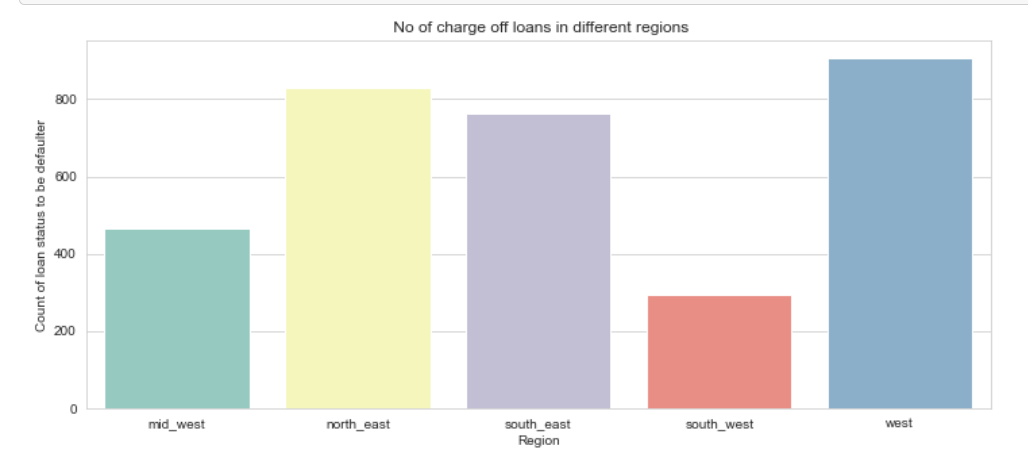 No of charge off loans in different regions
Count of loan status to be defaulter
800
600
400
200
0
mid_west north_east south_east south_west west
Region